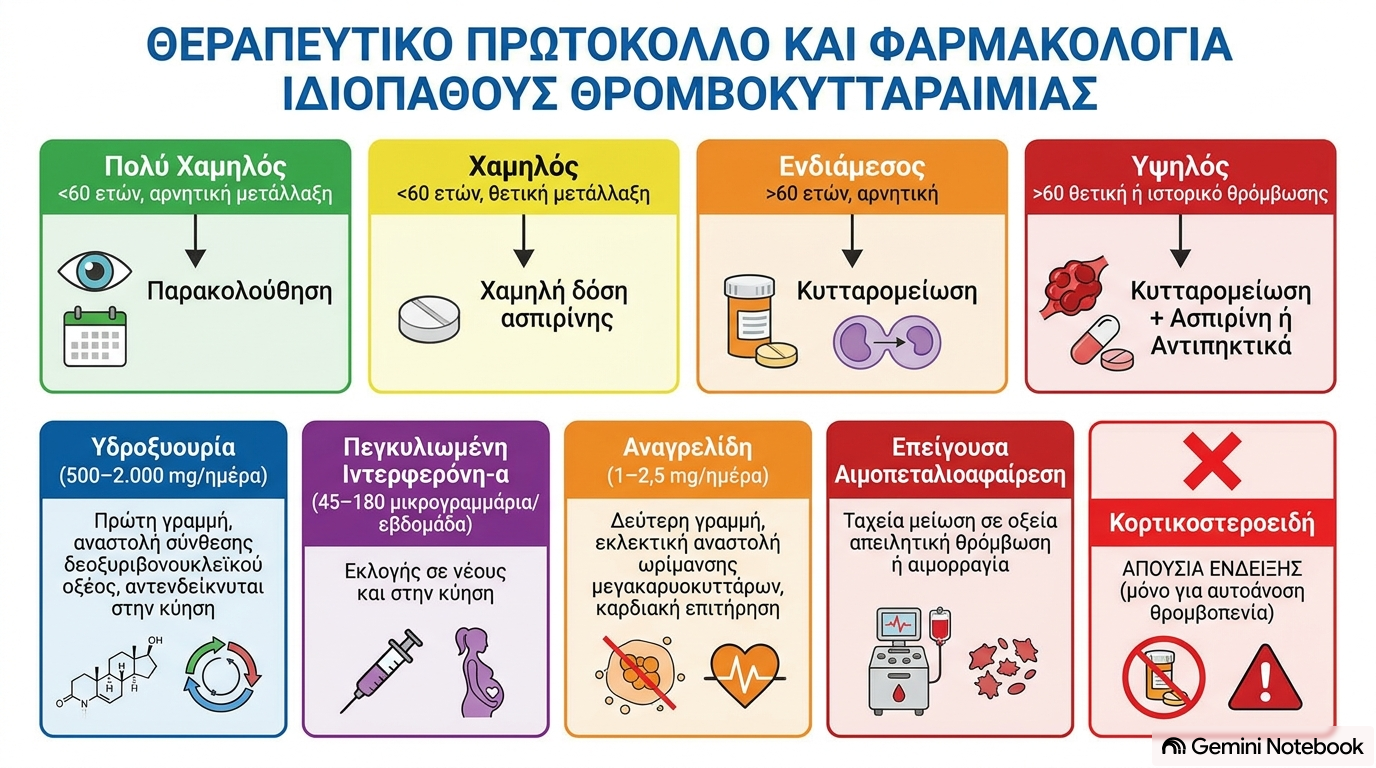 ΘΕΡΑΠΕΥΤΙΚΟ ΠΡΩΤΟΚΟΛΛΟ ΚΑΙ ΦΑΡΜΑΚΟΛΟΓΙΑ
ΙΔΙΟΠΑΘΟΥΣ ΘΡΟΜΒΟΚΥΤΤΑΡΑΙΜΙΑΣ
Πολύ Χαμηλός
<60 ετών, αρνητική μετάλλαξη
Παρακολούθηση
Χαμηλός
<60 ετών, θετική μετάλλαξη
Χαμηλή δόση
ασπιρίνης
Ενδιάμεσος
>60 ετών, αρνητική
Κυτταρομείωση
Υψηλός
>60 θετική ή ιστορικό θρόμβωσης
Κυτταρομείωση
+ Ασπιρίνη ή
Αντιπηκτικά
Υδροξυουρία
(500–2.000 mg/ημέρα)
Πρώτη γραμμή,
αναστολή σύνθεσης
δεοξυριβονουκλεϊκού
οξέος, αντενδείκνυται
στην κύηση
OH
H
H
H
O
N
Πεγκυλιωμένη
Ιντερφερόνη-α
(45–180 μικρογραμμάρια/
εβδομάδα)
Εκλογής σε νέους
και στην κύηση
Αναγρελίδη
(1–2,5 mg/ημέρα)
Δεύτερη γραμμή,
εκλεκτική αναστολή
ωρίμανσης
μεγακαρυοκυττάρων,
καρδιακή επιτήρηση
Επείγουσα
Αιμοπεταλιοαφαίρεση
Ταχεία μείωση σε οξεία
απειλητική θρόμβωση
ή αιμορραγία
Κορτικοστεροειδή
ΑΠΟΥΣΙΑ ΕΝΔΕΙΞΗΣ
(μόνο για αυτοάνοση
θρομβοπενία)
Gemini Notebook